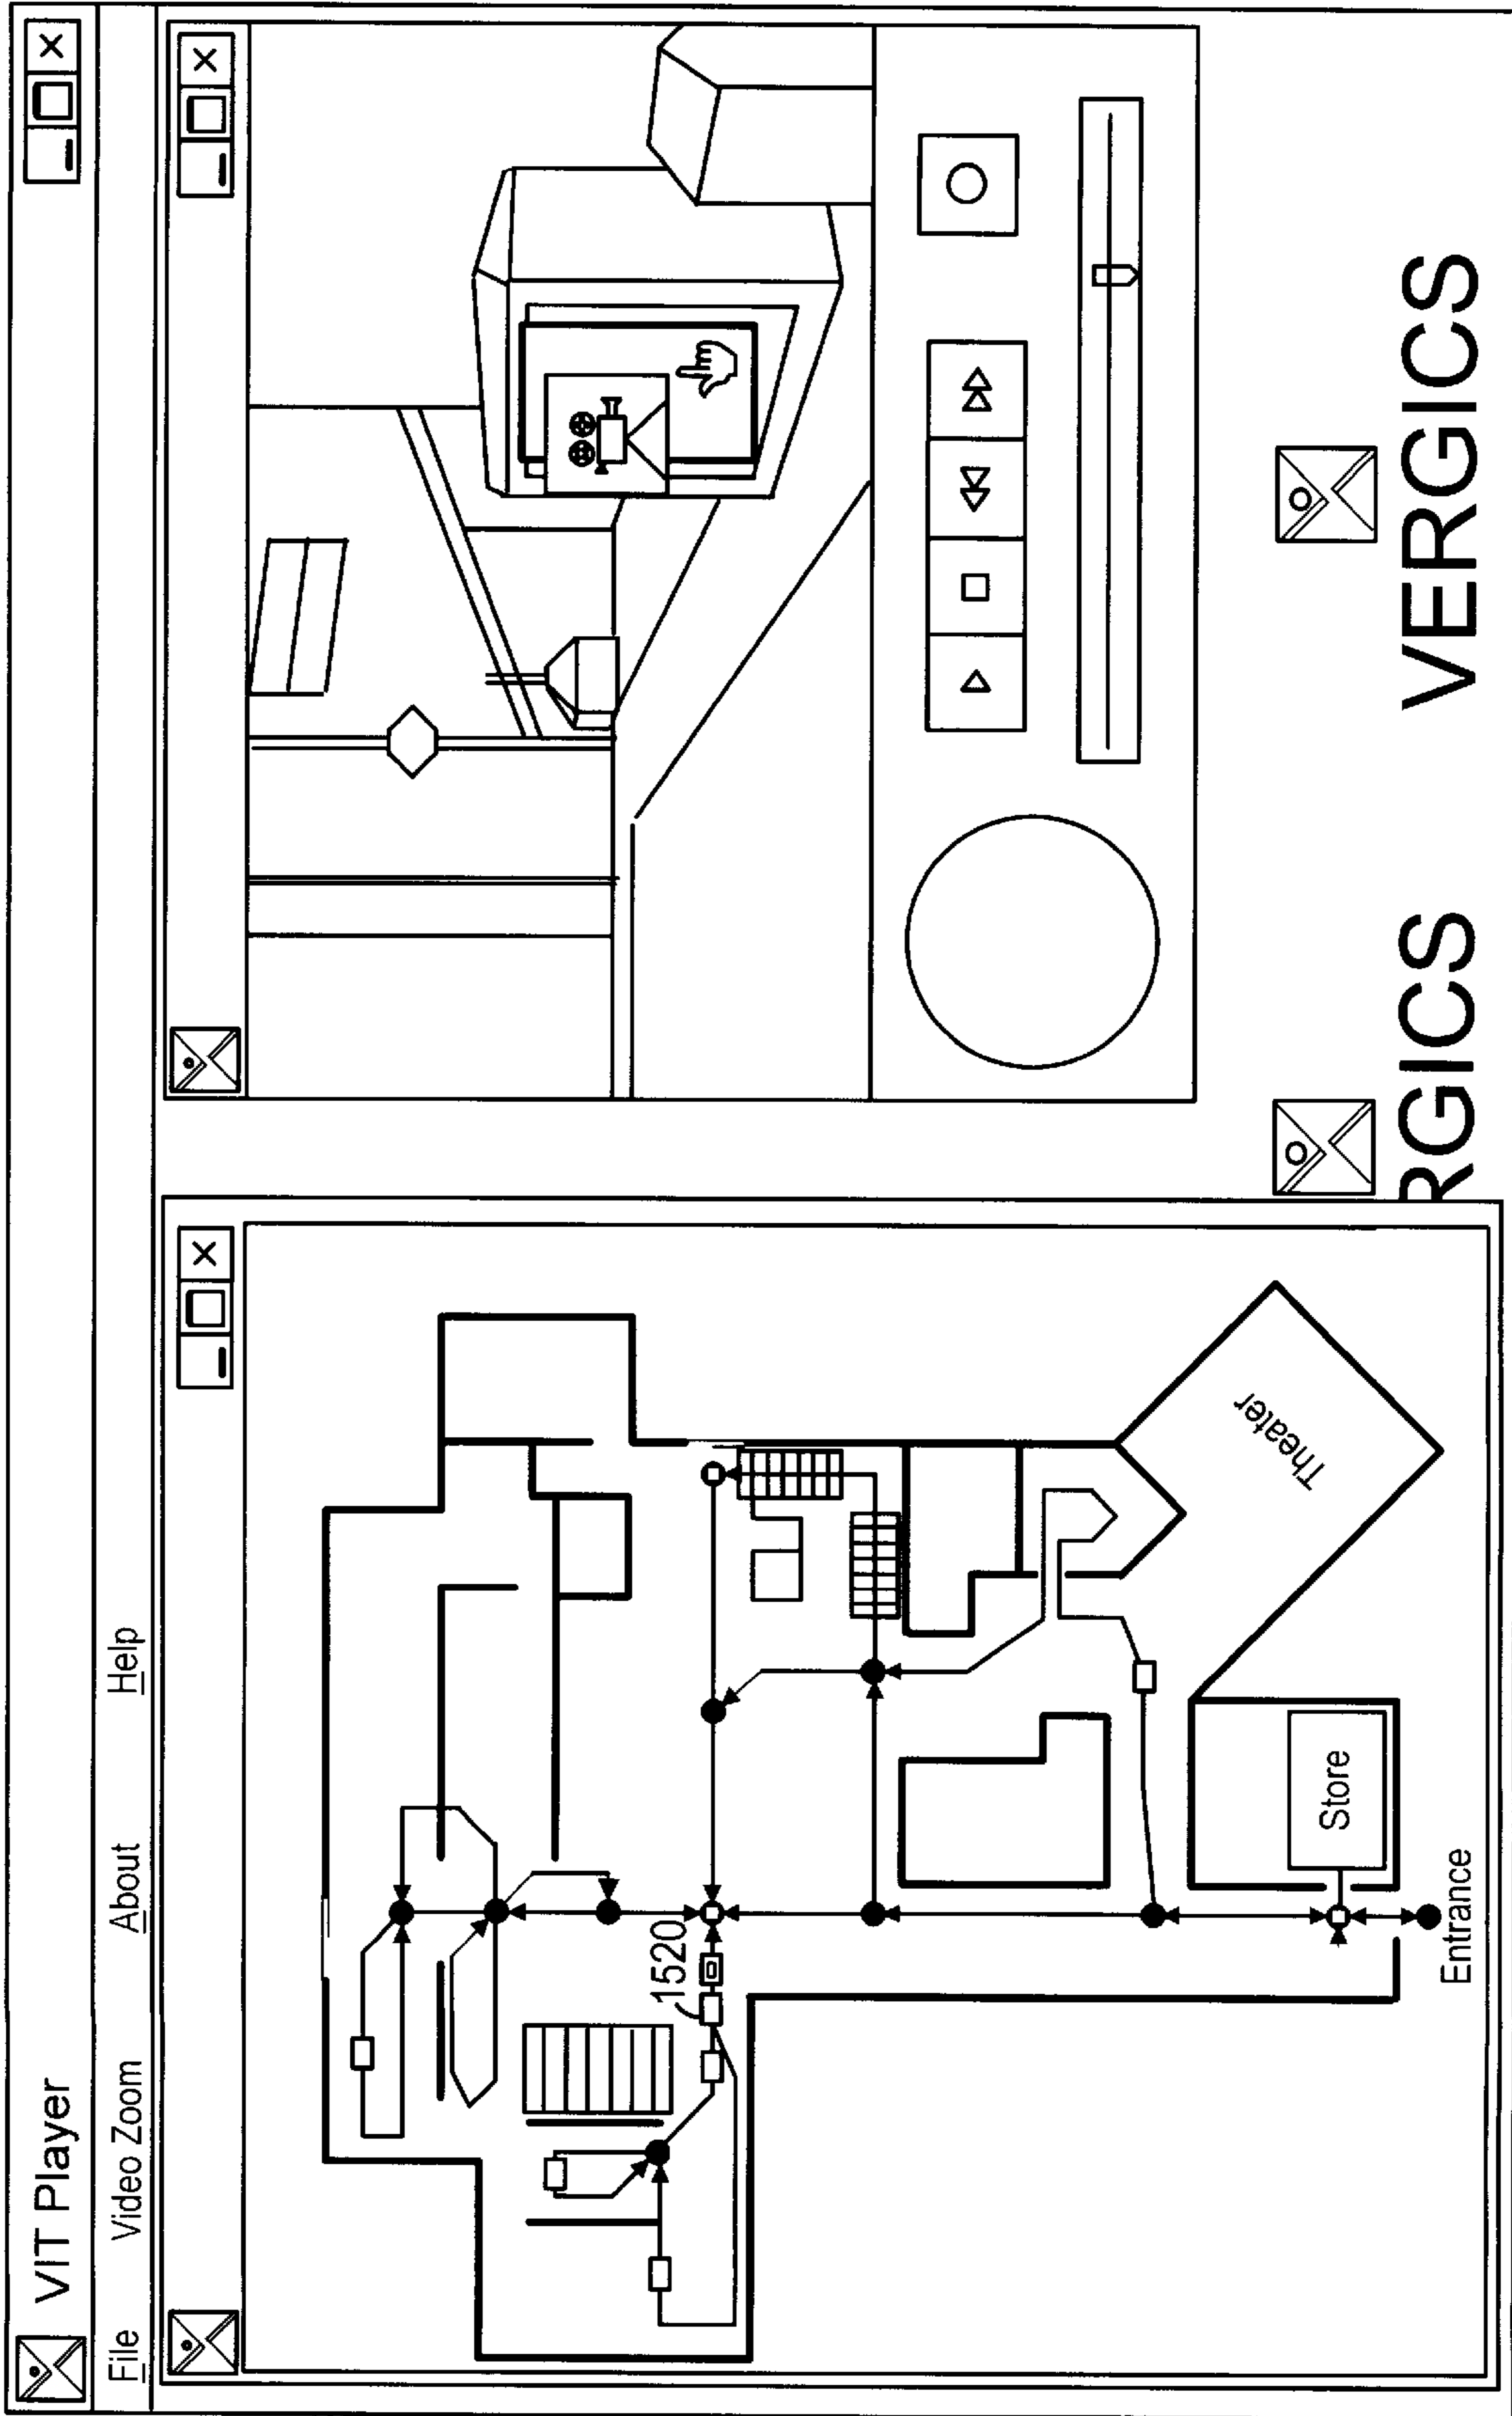 VIT Player
File Video Zoom About Help
1520
Theater
Store
Entrance
RGICS VERGICS